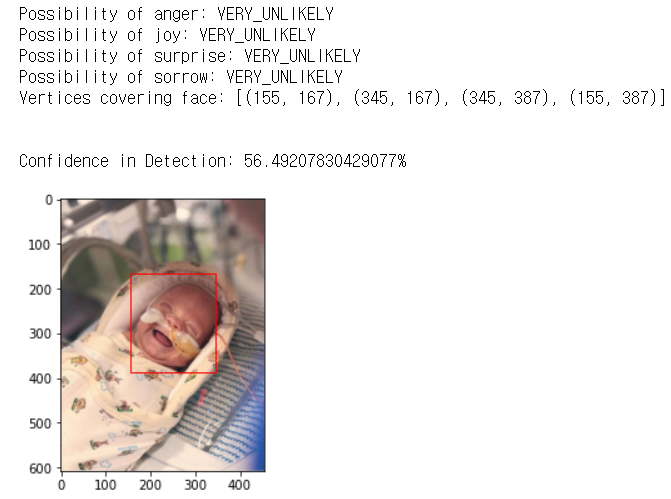 Possibility of anger: VERY_UNLIKELY
Possibility of joy: VERY_UNLIKELY
Possibility of surprise: VERY_UNLIKELY
Possibility of sorrow: VERY_UNLIKELY
Vertices covering face: [(155, 167), (345, 167), (345, 387), (155, 387)]
Confidence in Detection: 56.49207830429077%
0
100
200
300
400
500
600
0 100 200 300 400